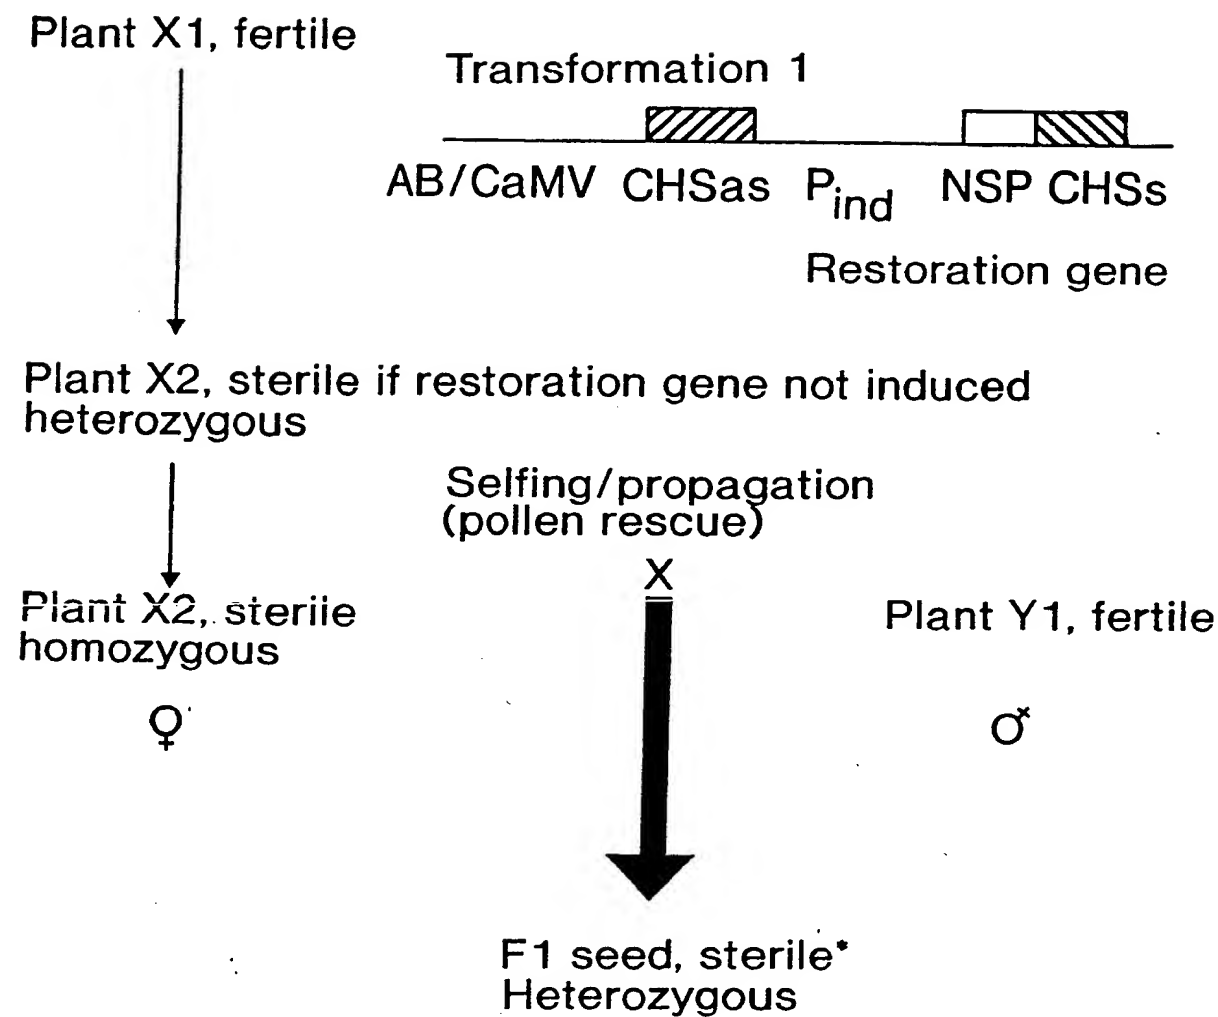 Plant X1, fertile
Transformation 1
AB/CaMV CHSas Pind NSP CHSs
Restoration gene
Plant X2, sterile if restoration gene not induced
heterozygous
Selfing/propagation
(pollen rescue)
X
Plant X2, sterile
homozygous
Plant Y1, fertile
♀
♂
F1 seed, sterile*
Heterozygous